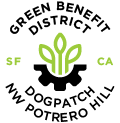 GREEN BENEFIT
DISTRICT
SF
CA
DOGPATCH
NW POTRERO HILL